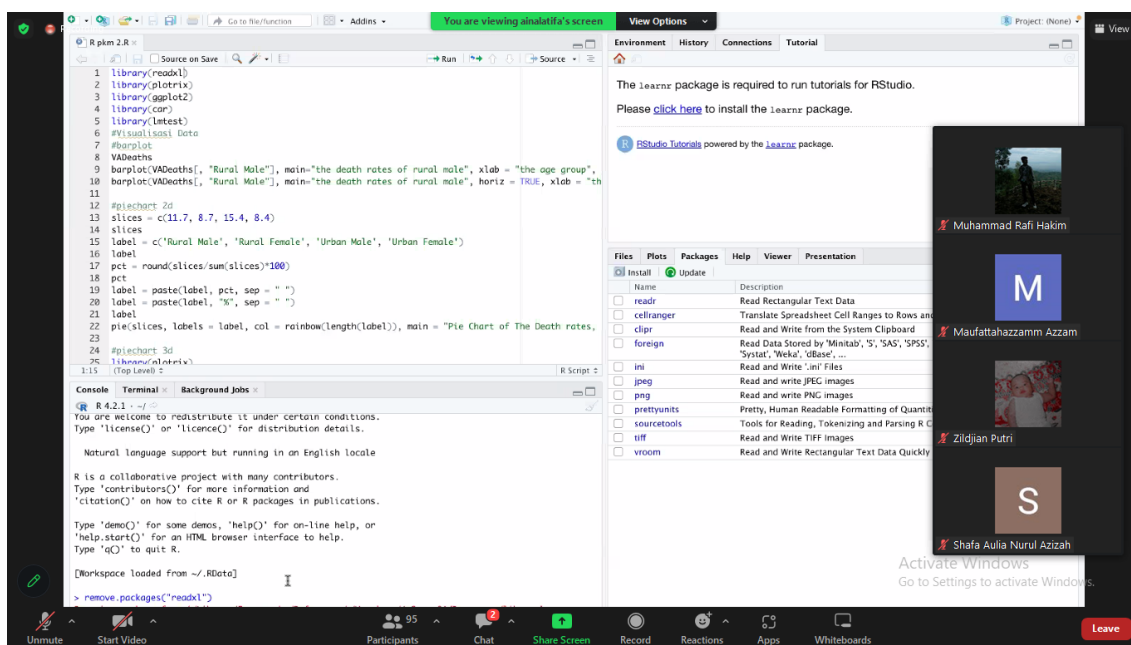 Go to file/function
Addins
You are viewing ainalatifa's screen
View Options
Project: (None)
View
R pkm 2.R
Source on Save
Run
Source
1 library(readxl)
2 library(plotrix)
3 library(ggplot2)
4 library(car)
5 library(lmtest)
6 #Visualisasi Data
7 #barplot
8 VADeaths
9 barplot(VADeaths[, "Rural Male"], main="the death rates of rural male", xlab = "the age group",
10 barplot(VADeaths[, "Rural Male"], main="the death rates of rural male", horiz = TRUE, xlab = "th
11
12 #piechart 2d
13 slices = c(11.7, 8.7, 15.4, 8.4)
14 slices
15 label = c('Rural Male', 'Rural Female', 'Urban Male', 'Urban Female')
16 label
17 pct = round(slices/sum(slices)*100)
18 pct
19 label = paste(label, pct, sep = " ")
20 label = paste(label, "%", sep = " ")
21 label
22 pie(slices, labels = label, col = rainbow(length(label)), main = "Pie Chart of The Death rates,
23
24 #piechart 3d
25 library(plotrix)
1:15 (Top Level)
R Script
Console Terminal Background Jobs
R 4.2.1 · ~/
You are welcome to redistribute it under certain conditions.
Type 'license()' or 'licence()' for distribution details.
Natural language support but running in an English locale
R is a collaborative project with many contributors.
Type 'contributors()' for more information and
'citation()' on how to cite R or R packages in publications.
Type 'demo()' for some demos, 'help()' for on-line help, or
'help.start()' for an HTML browser interface to help.
Type 'q()' to quit R.
[Workspace loaded from ~/.RData]
> remove.packages("readxl")
Environment History Connections Tutorial
The learnr package is required to run tutorials for RStudio.
Please click here to install the learnr package.
R RStudio Tutorials powered by the learnr package.
Files Plots Packages Help Viewer Presentation
Install Update
Name Description
readr Read Rectangular Text Data
cellranger Translate Spreadsheet Cell Ranges to Rows and
clipr Read and Write from the System Clipboard
foreign Read Data Stored by 'Minitab', 'S', 'SAS', 'SPSS',
'Systat', 'Weka', 'dBase', ...
ini Read and Write '.ini' Files
jpeg Read and write JPEG images
png Read and write PNG images
prettyunits Pretty, Human Readable Formatting of Quantit
sourcetools Tools for Reading, Tokenizing and Parsing R C
tiff Read and Write TIFF Images
vroom Read and Write Rectangular Text Data Quickly
Muhammad Rafi Hakim
M
Maufattahazzamm Azzam
Zildjian Putri
S
Shafa Aulia Nurul Azizah
Activate Windows
Go to Settings to activate Windows.
Unmute
Start Video
95
Participants
2
Chat
Share Screen
Record
Reactions
Apps
Whiteboards
Leave